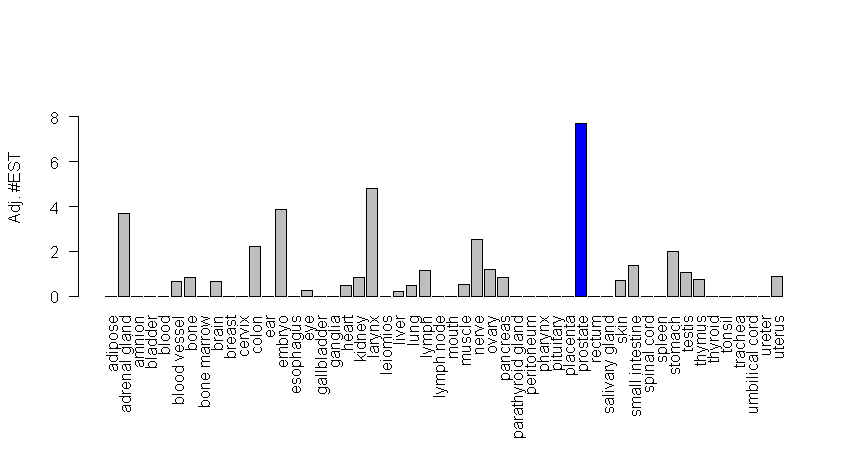 8
6
4
2
0
Adj. #EST
adipose
adrenal gland
amnion
bladder
blood
blood vessel
bone
bone marrow
brain
breast
cervix
colon
ear
embryo
esophagus
eye
gallbladder
ganglia
heart
kidney
larynx
leiomios
liver
lung
lymph
lymph node
mouth
muscle
nerve
ovary
pancreas
parathyroid gland
peritoneum
pharynx
pituitary
placenta
prostate
rectum
salivary gland
skin
small intestine
spinal cord
spleen
stomach
testis
thymus
thyroid
tonsil
trachea
umbilical cord
ureter
uterus